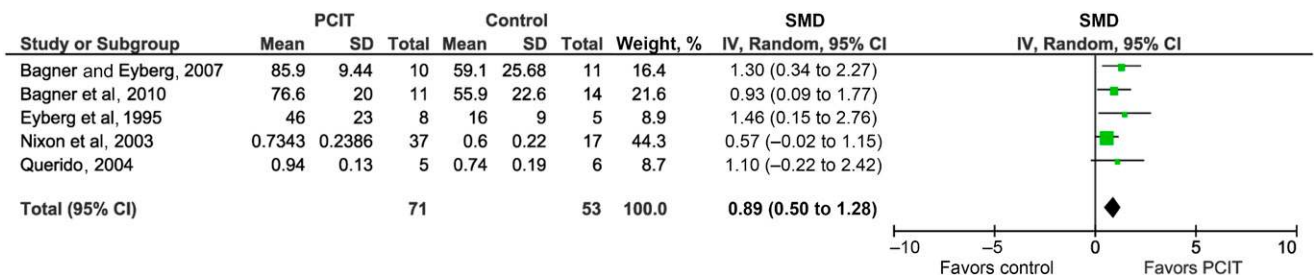 PCIT Control SMD SMD
Study or Subgroup Mean SD Total Mean SD Total Weight, % IV, Random, 95% CI IV, Random, 95% CI
Bagner and Eyberg, 2007 85.9 9.44 10 59.1 25.68 11 16.4 1.30 (0.34 to 2.27)
Bagner et al, 2010 76.6 20 11 55.9 22.6 14 21.6 0.93 (0.09 to 1.77)
Eyberg et al, 1995 46 23 8 16 9 5 8.9 1.46 (0.15 to 2.76)
Nixon et al, 2003 0.7343 0.2386 37 0.6 0.22 17 44.3 0.57 (–0.02 to 1.15)
Querido, 2004 0.94 0.13 5 0.74 0.19 6 8.7 1.10 (–0.22 to 2.42)
Total (95% CI) 71 53 100.0 0.89 (0.50 to 1.28)
–10 –5 0 5 10
Favors control Favors PCIT